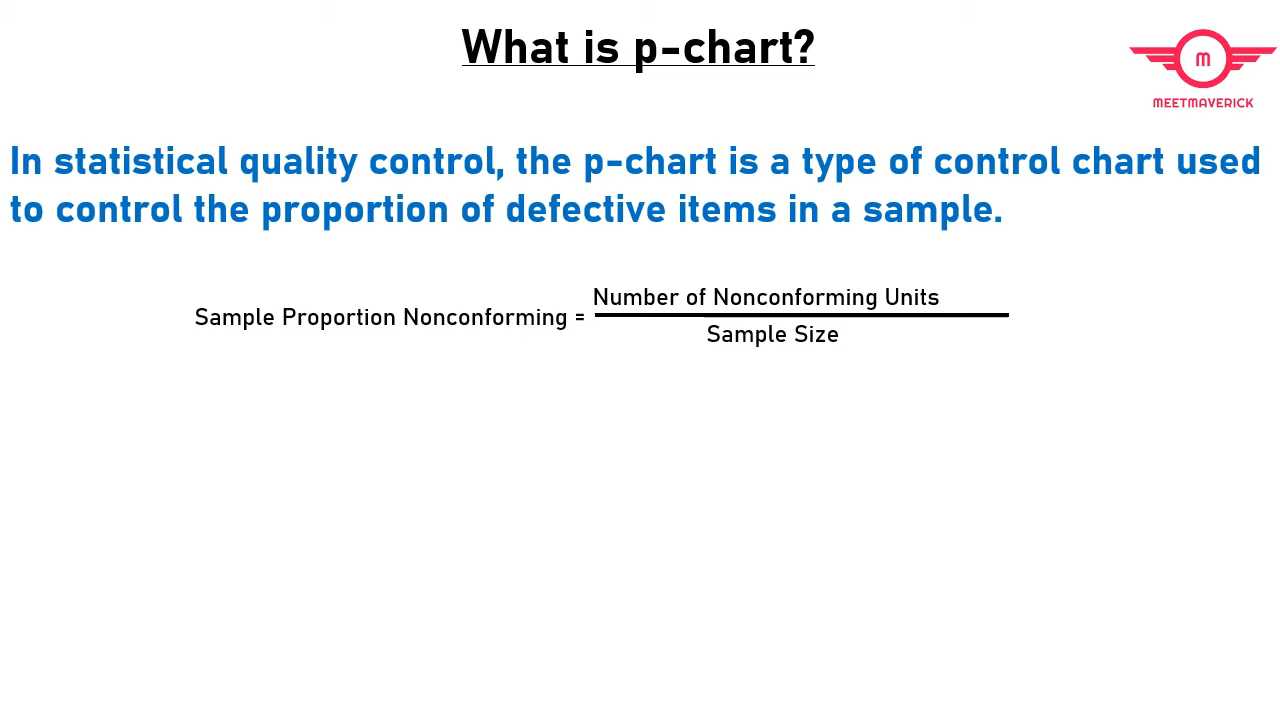 What is p-chart?
M
MEETMAVERICK
In statistical quality control, the p-chart is a type of control chart used
to control the proportion of defective items in a sample.
Number of Nonconforming Units
Sample Proportion Nonconforming =
Sample Size